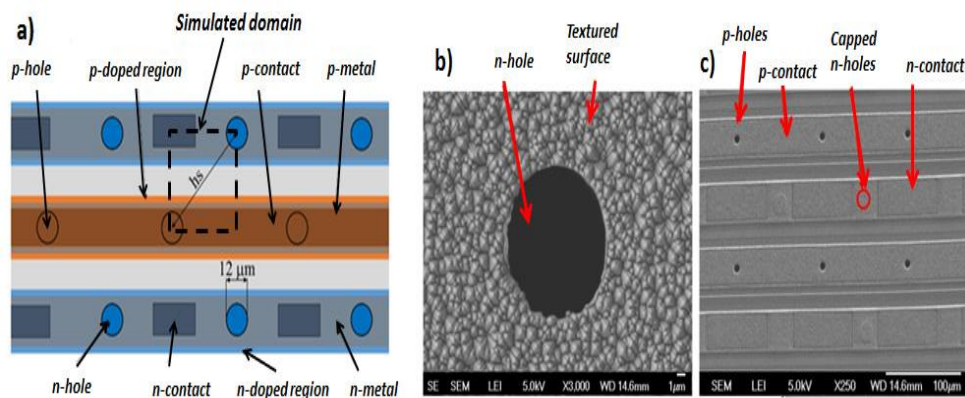 a)
Simulated domain
p-hole
p-doped region
p-contact
p-metal
hs
12 μm
n-hole
n-contact
n-doped region
n-metal
b)
n-hole
Textured
surface
SE SEM LEI 5.0kV X3,000 WD 14.6mm 1μm
c)
p-holes
p-contact
Capped
n-holes
n-contact
SEM LEI 5.0kV X250 WD 14.6mm 100μm